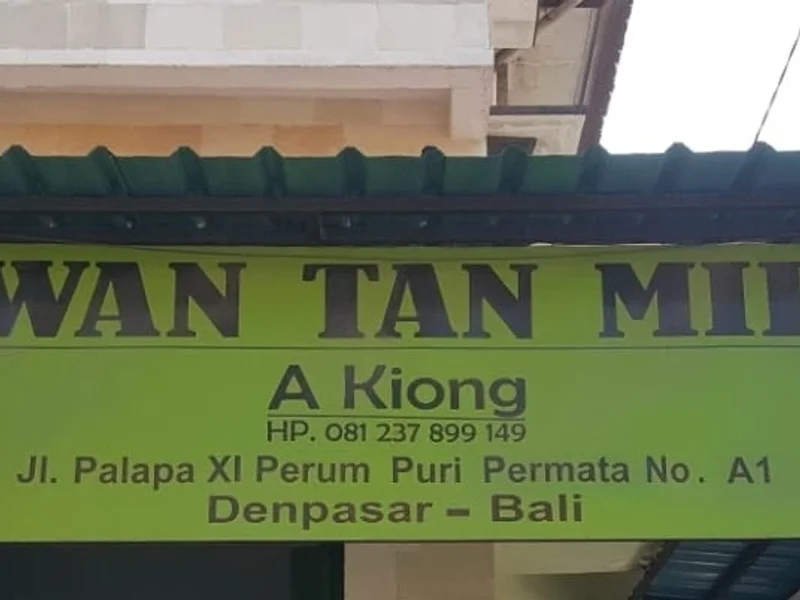 WAN TAN MI
A Kiong
HP. 081 237 899 149
Jl. Palapa XI Perum Puri Permata No. A1
Denpasar - Bali